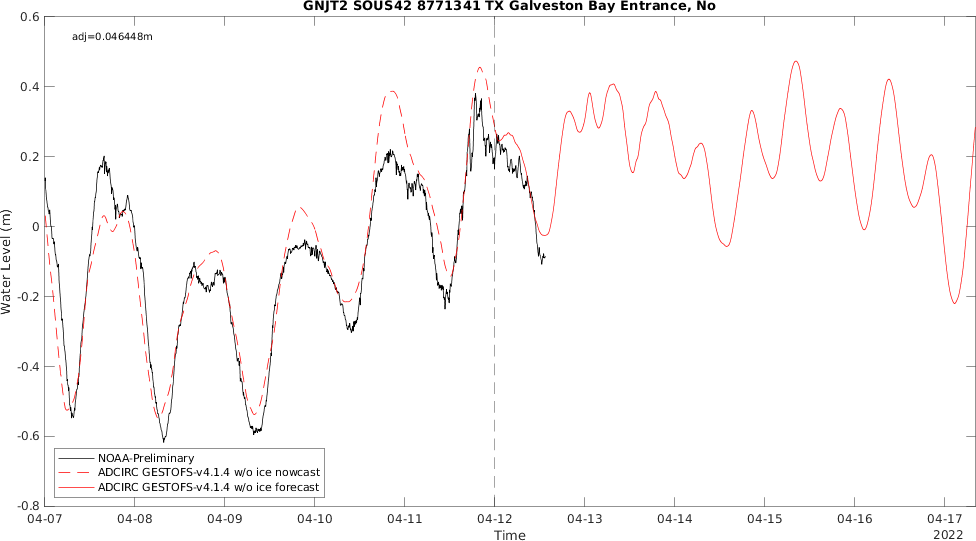 GNJT2 SOUS42 8771341 TX Galveston Bay Entrance, No
adj=0.046448m
0.6
0.4
0.2
0
-0.2
-0.4
-0.6
-0.8
Water Level (m)
NOAA-Preliminary
ADCIRC GESTOFS-v4.1.4 w/o ice nowcast
ADCIRC GESTOFS-v4.1.4 w/o ice forecast
04-07 04-08 04-09 04-10 04-11 04-12 04-13 04-14 04-15 04-16 04-17
Time
2022